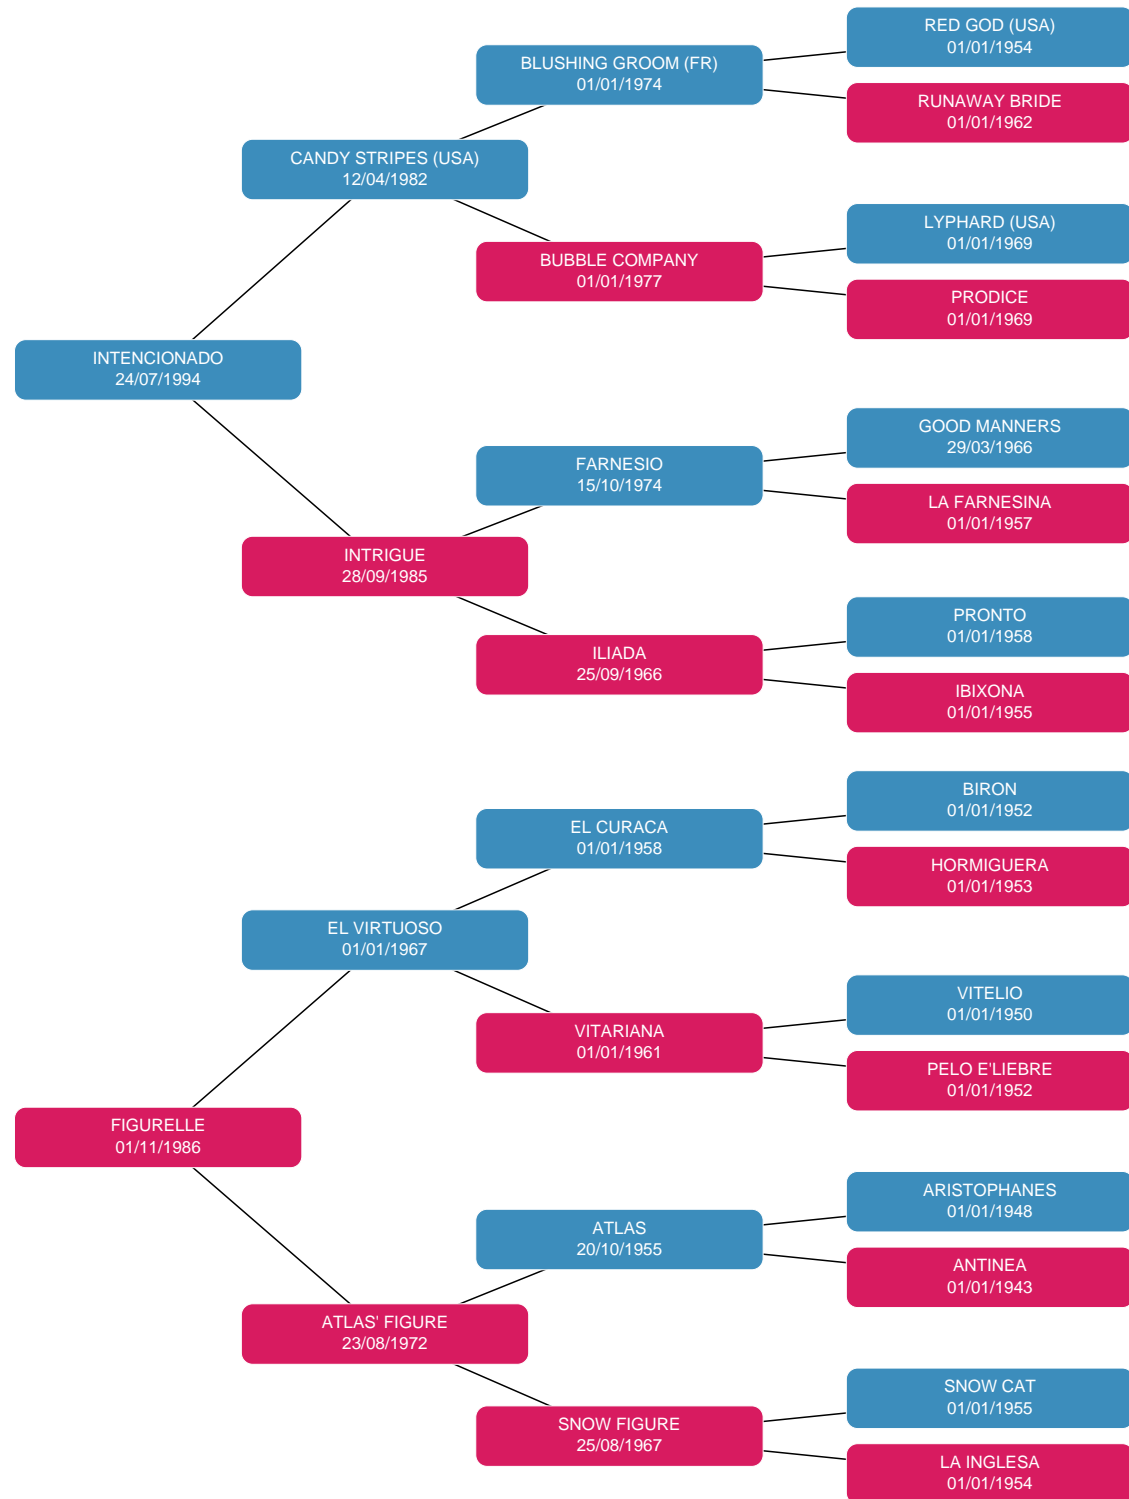 RED GOD (USA)
01/01/1954
BLUSHING GROOM (FR)
01/01/1974
RUNAWAY BRIDE
01/01/1962
CANDY STRIPES (USA)
12/04/1982
LYPHARD (USA)
01/01/1969
BUBBLE COMPANY
01/01/1977
PRODICE
01/01/1969
INTENCIONADO
24/07/1994
GOOD MANNERS
29/03/1966
FARNESIO
15/10/1974
LA FARNESINA
01/01/1957
INTRIGUE
28/09/1985
PRONTO
01/01/1958
ILIADA
25/09/1966
IBIXONA
01/01/1955
BIRON
01/01/1952
EL CURACA
01/01/1958
HORMIGUERA
01/01/1953
EL VIRTUOSO
01/01/1967
VITELIO
01/01/1950
VITARIANA
01/01/1961
PELO E'LIEBRE
01/01/1952
FIGURELLE
01/11/1986
ARISTOPHANES
01/01/1948
ATLAS
20/10/1955
ANTINEA
01/01/1943
ATLAS' FIGURE
23/08/1972
SNOW CAT
01/01/1955
SNOW FIGURE
25/08/1967
LA INGLESA
01/01/1954